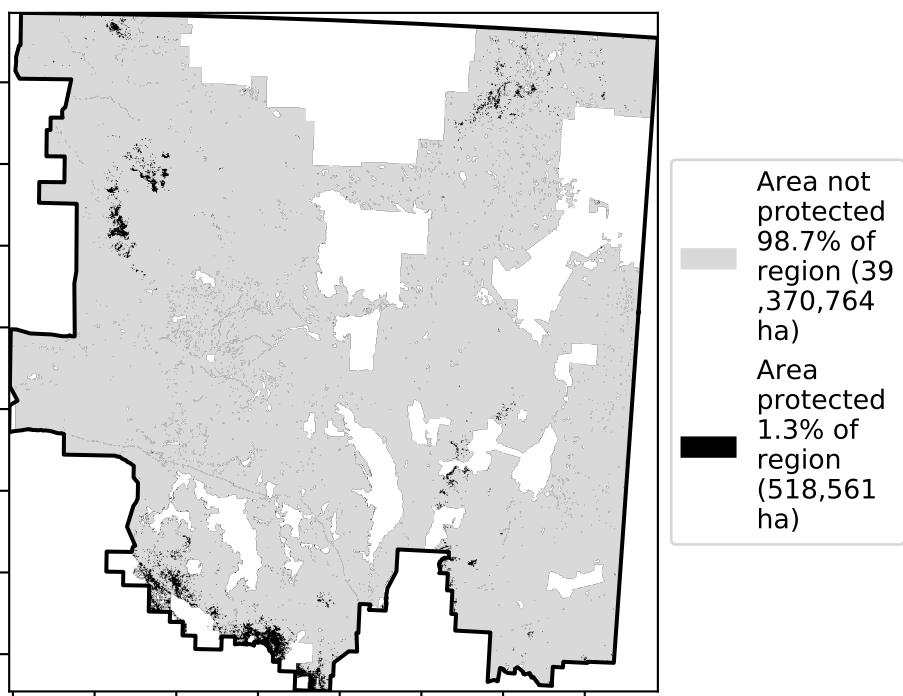 Area not
protected
98.7% of
region (39
,370,764
ha)
Area
protected
1.3% of
region
(518,561
ha)